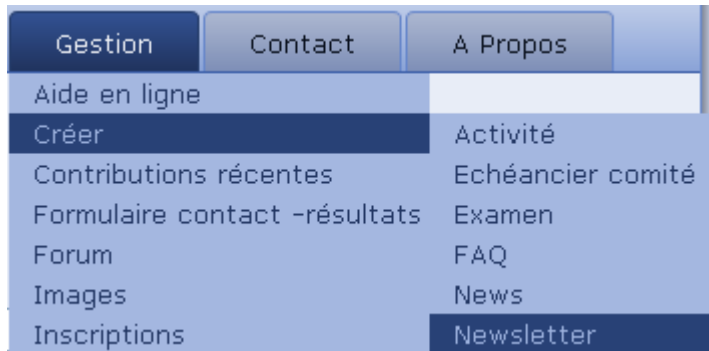 Gestion Contact A Propos
Aide en ligne
Créer Activité
Contributions récentes Echéancier comité
Formulaire contact -résultats Examen
Forum FAQ
Images News
Inscriptions Newsletter